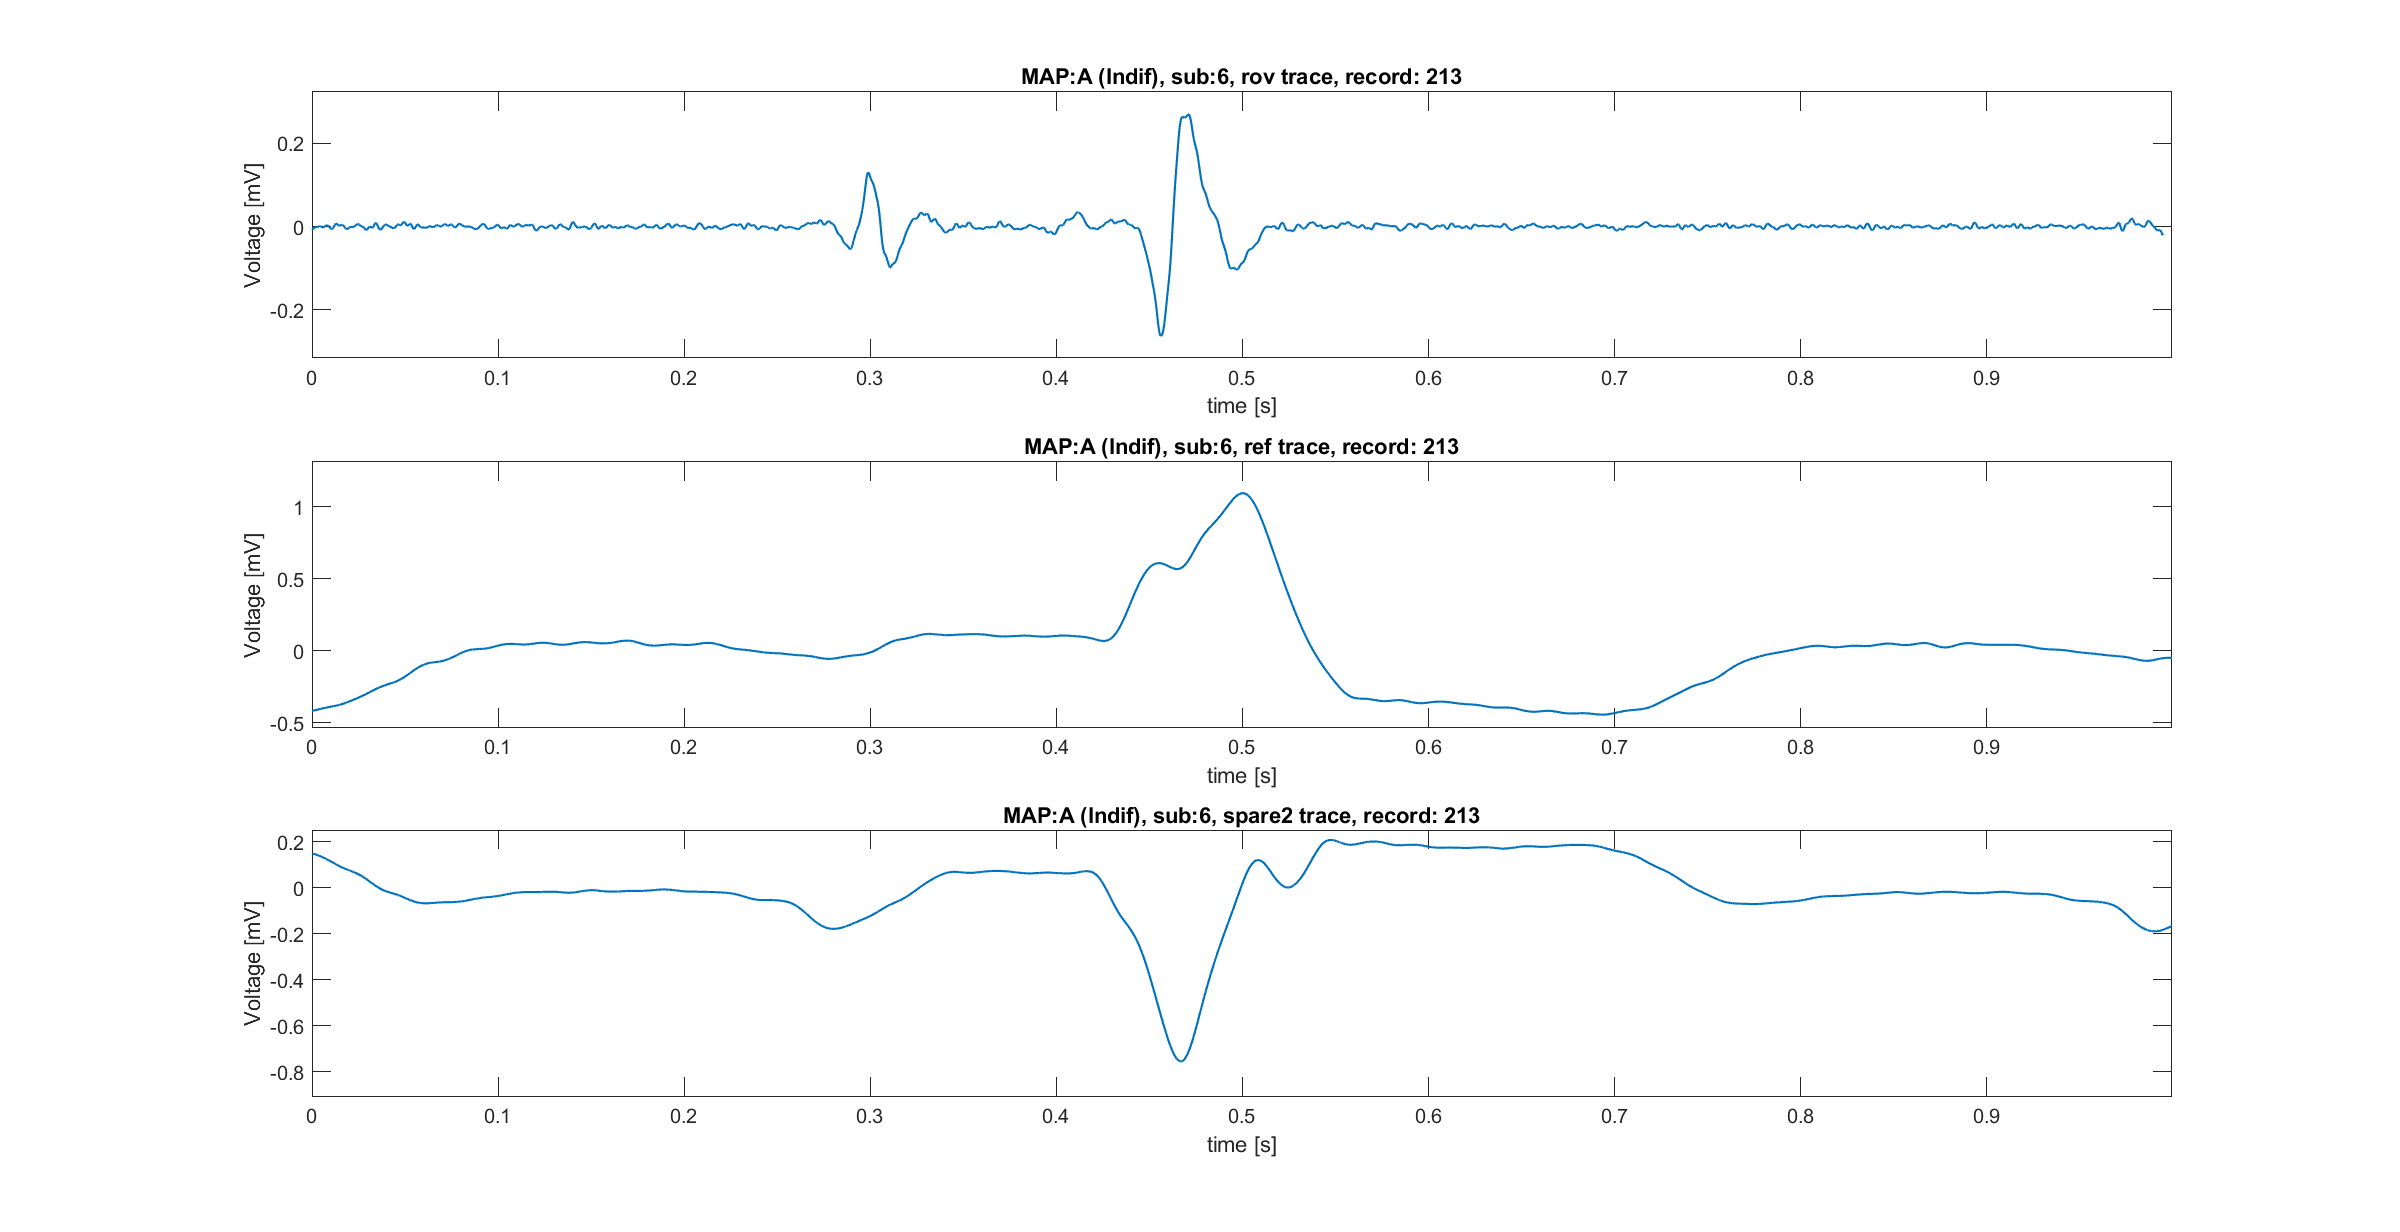 MAP:A (Indif), sub:6, rov trace, record: 213
Voltage [mV]
0.2
0
-0.2
0 0.1 0.2 0.3 0.4 0.5 0.6 0.7 0.8 0.9
time [s]
MAP:A (Indif), sub:6, ref trace, record: 213
Voltage [mV]
1
0.5
0
-0.5
0 0.1 0.2 0.3 0.4 0.5 0.6 0.7 0.8 0.9
time [s]
MAP:A (Indif), sub:6, spare2 trace, record: 213
Voltage [mV]
0.2
0
-0.2
-0.4
-0.6
-0.8
0 0.1 0.2 0.3 0.4 0.5 0.6 0.7 0.8 0.9
time [s]